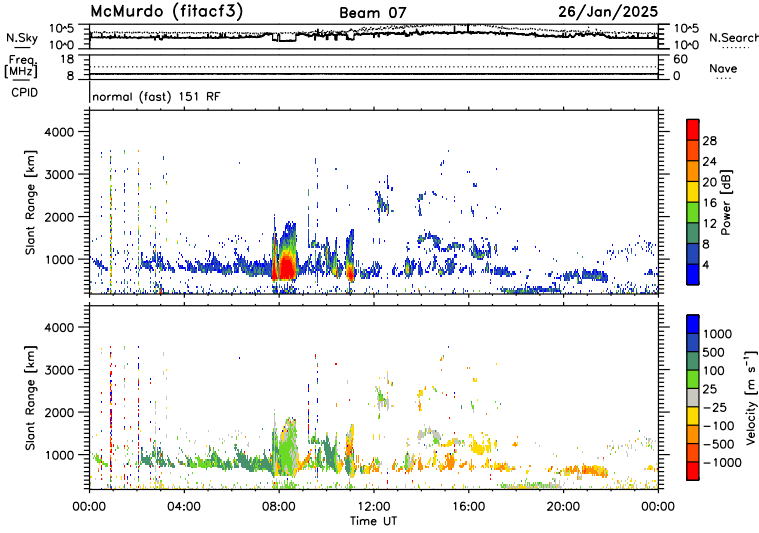 McMurdo (fitacf3) Beam 07 26/Jan/2025
N.Sky 10^5 10^0 10^5 10^0 N.Search
Freq. [MHz] 18 8 60 0 Nave
CPID normal (fast) 151 RF
Slant Range [km] 4000 3000 2000 1000
Power [dB] 28 24 20 16 12 8 4
Slant Range [km] 4000 3000 2000 1000
Velocity [m s^-1] 1000 500 100 25 -25 -100 -500 -1000
00:00 04:00 08:00 12:00 16:00 20:00 00:00
Time UT